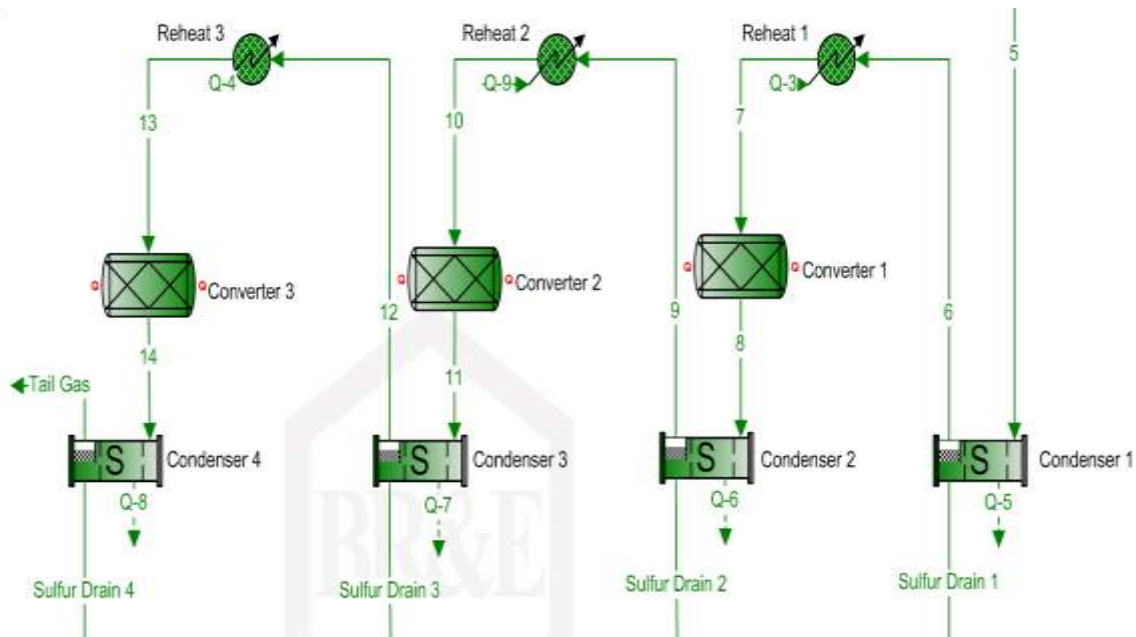 Reheat 3
Reheat 2
Reheat 1
5
Q-4
Q-9
Q-3
13
10
7
Converter 3
Converter 2
Converter 1
Q
Q
Q
Q
Q
Q
12
9
6
14
11
8
Tail Gas
S
Condenser 4
S
Condenser 3
S
Condenser 2
S
Condenser 1
Q-8
Q-7
Q-6
Q-5
BR&E
Sulfur Drain 4
Sulfur Drain 3
Sulfur Drain 2
Sulfur Drain 1